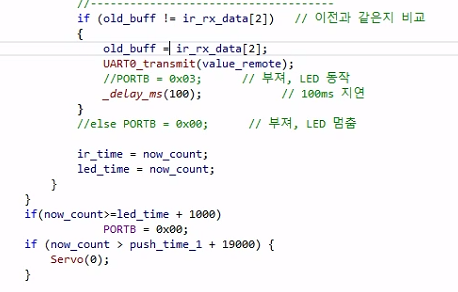 //------------------------------------
if (old_buff != ir_rx_data[2])   // 이전과 같은지 비교
{
old_buff = ir_rx_data[2];
UART0_transmit(value_remote);
//PORTB = 0x03;      // 부져, LED 동작
_delay_ms(100);           // 100ms 지연
}
//else PORTB = 0x00;      // 부져, LED 멈춤
ir_time = now_count;
led_time = now_count;
}
}
if(now_count>=led_time + 1000)
PORTB = 0x00;
if (now_count > push_time_1 + 19000) {
Servo(0);
}